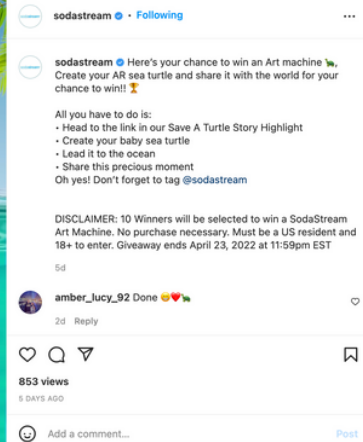 sodastream • Following
sodastream Here's your chance to win an Art machine 🐢,
Create your AR sea turtle and share it with the world for your
chance to win!! 🏆
All you have to do is:
• Head to the link in our Save A Turtle Story Highlight
• Create your baby sea turtle
• Lead it to the ocean
• Share this precious moment
Oh yes! Don't forget to tag @sodastream
DISCLAIMER: 10 Winners will be selected to win a SodaStream
Art Machine. No purchase necessary. Must be a US resident and
18+ to enter. Giveaway ends April 23, 2022 at 11:59pm EST
5d
amber_lucy_92 Done 😍❤️🐢
2d Reply
853 views
5 DAYS AGO
Add a comment...
Post